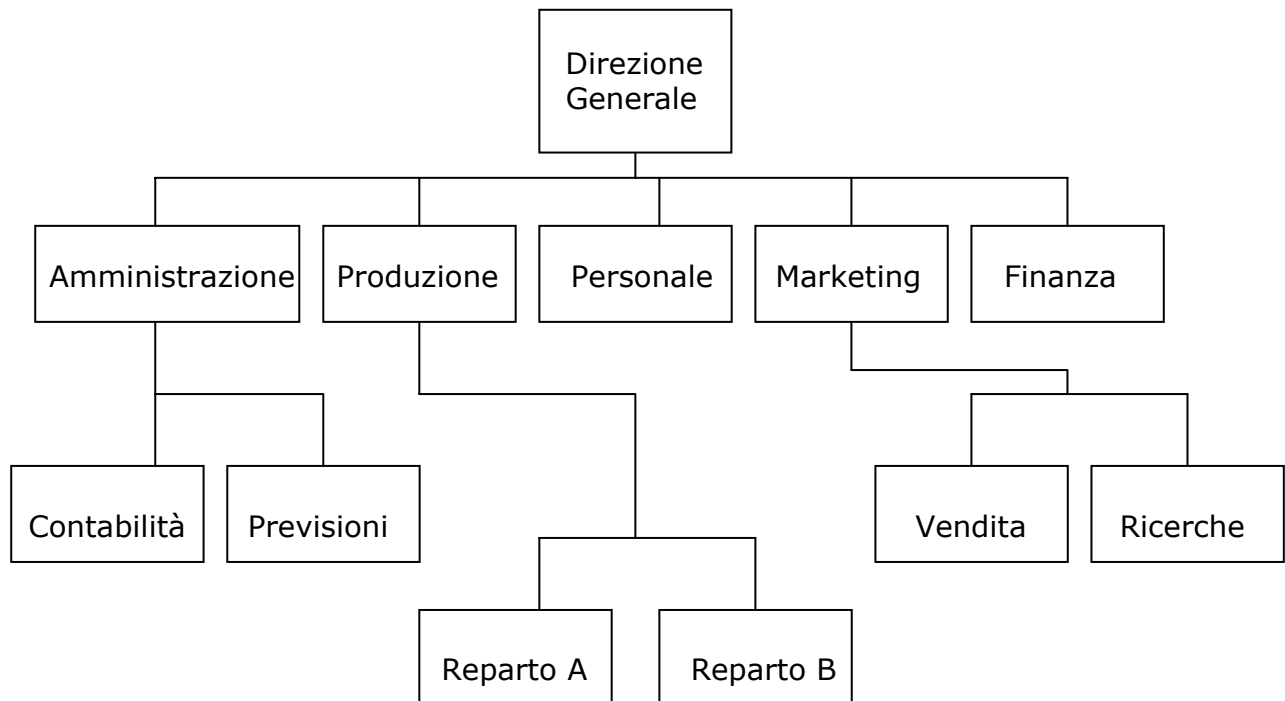 Direzione
Generale
Amministrazione
Produzione
Personale
Marketing
Finanza
Contabilità
Previsioni
Vendita
Ricerche
Reparto A
Reparto B